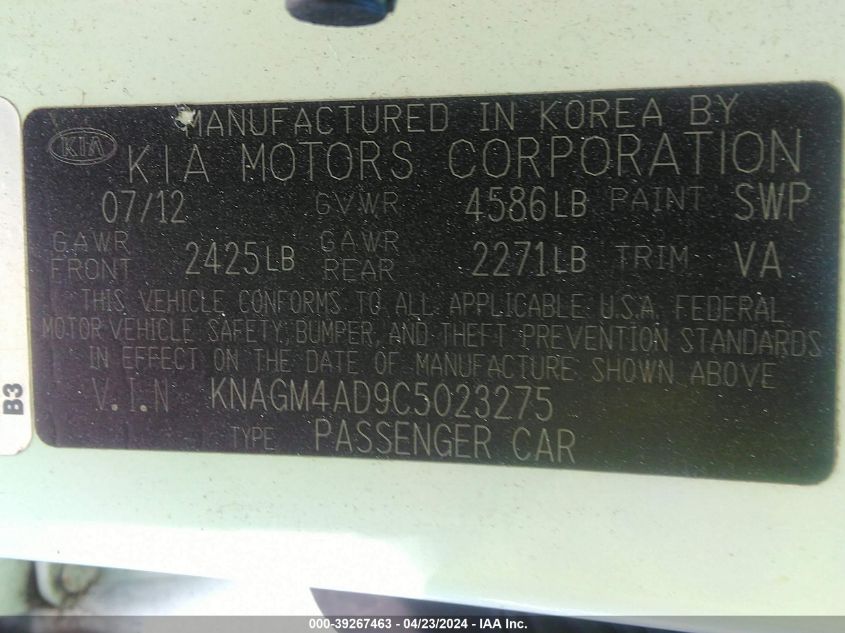 MANUFACTURED IN KOREA BY
KIA KIA MOTORS CORPORATION
07/12 GVWR 4586LB PAINT SWP
GAWR FRONT 2425LB GAWR REAR 2271LB TRIM VA
THIS VEHICLE CONFORMS TO ALL APPLICABLE U.S.A. FEDERAL
MOTOR VEHICLE SAFETY, BUMPER, AND THEFT PREVENTION STANDARDS
IN EFFECT ON THE DATE OF MANUFACTURE SHOWN ABOVE
V.I.N KNAGM4AD9C5023275
TYPE PASSENGER CAR
B3
000-39267463 - 04/23/2024 - IAA Inc.